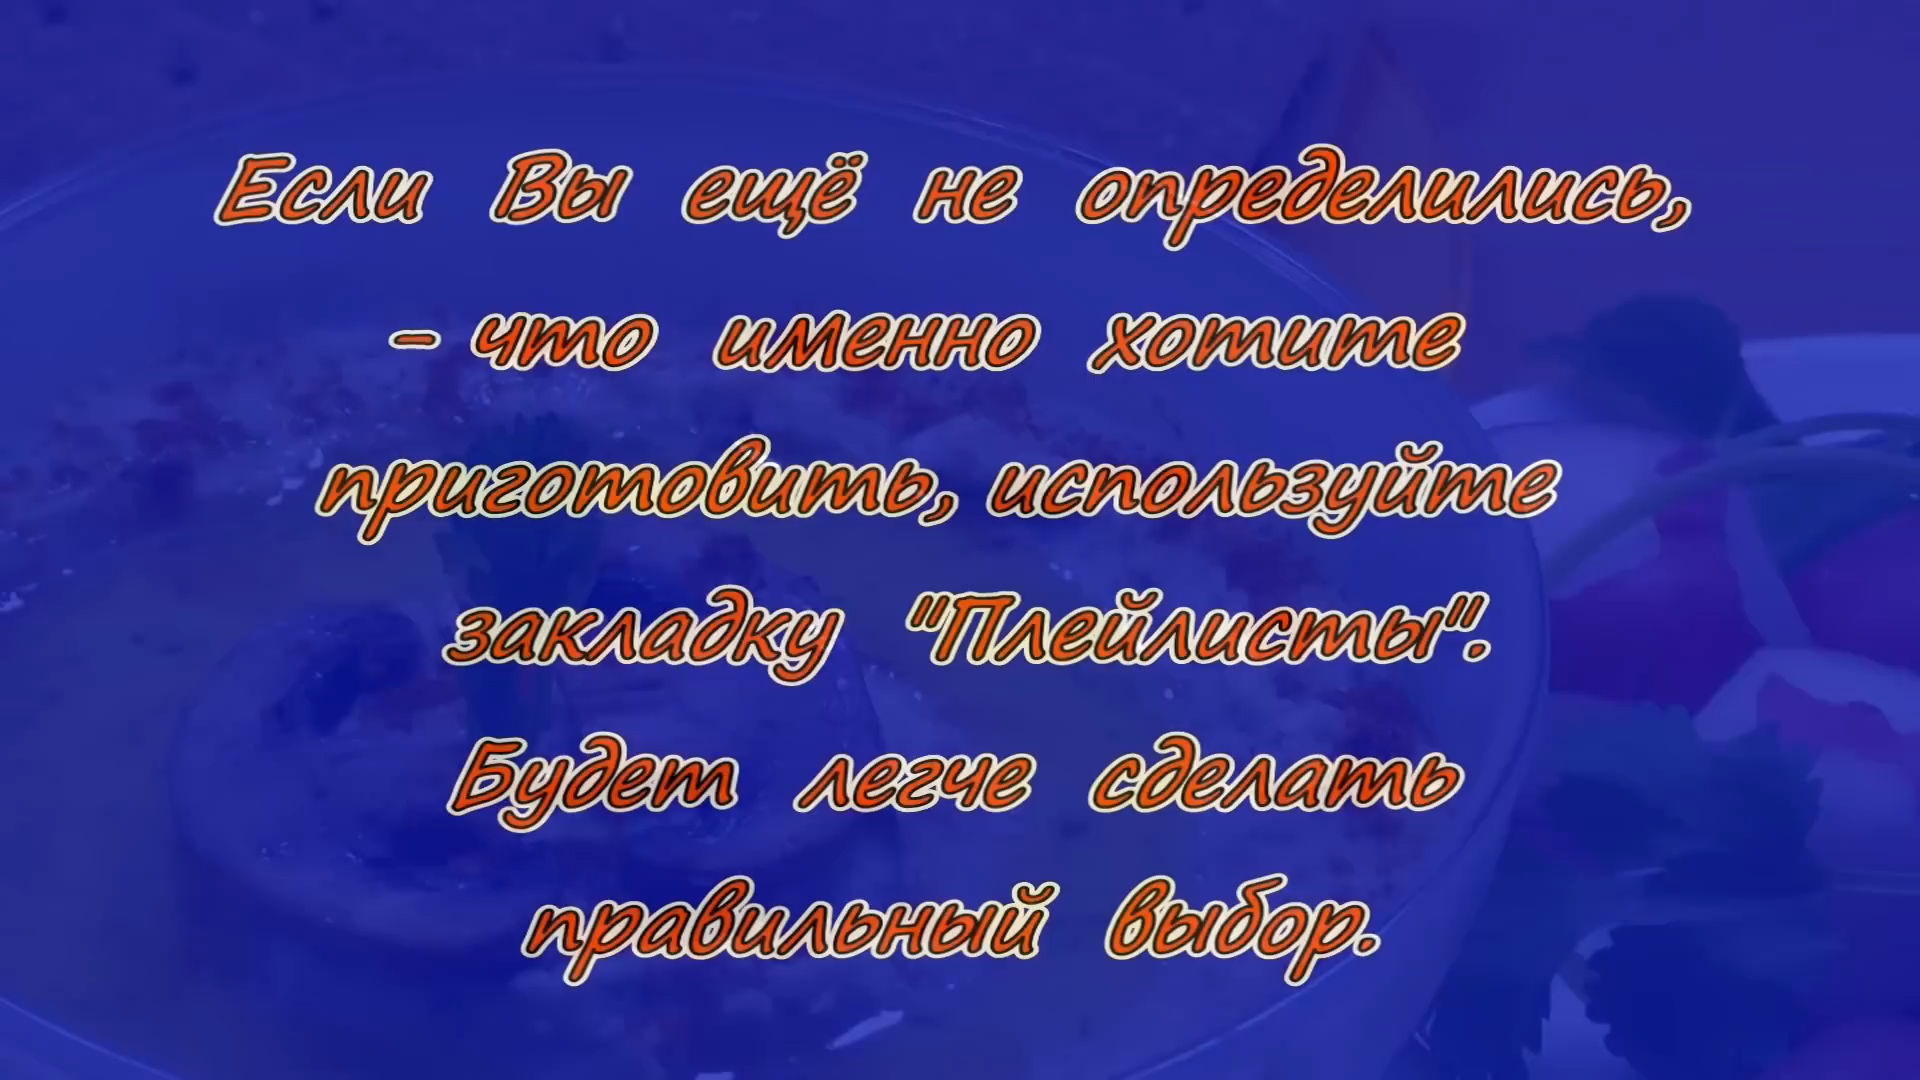 Если Вы ещё не определились,
- что именно хотите
приготовить, используйте
закладку "Плейлисты".
Будет легче сделать
правильный выбор.